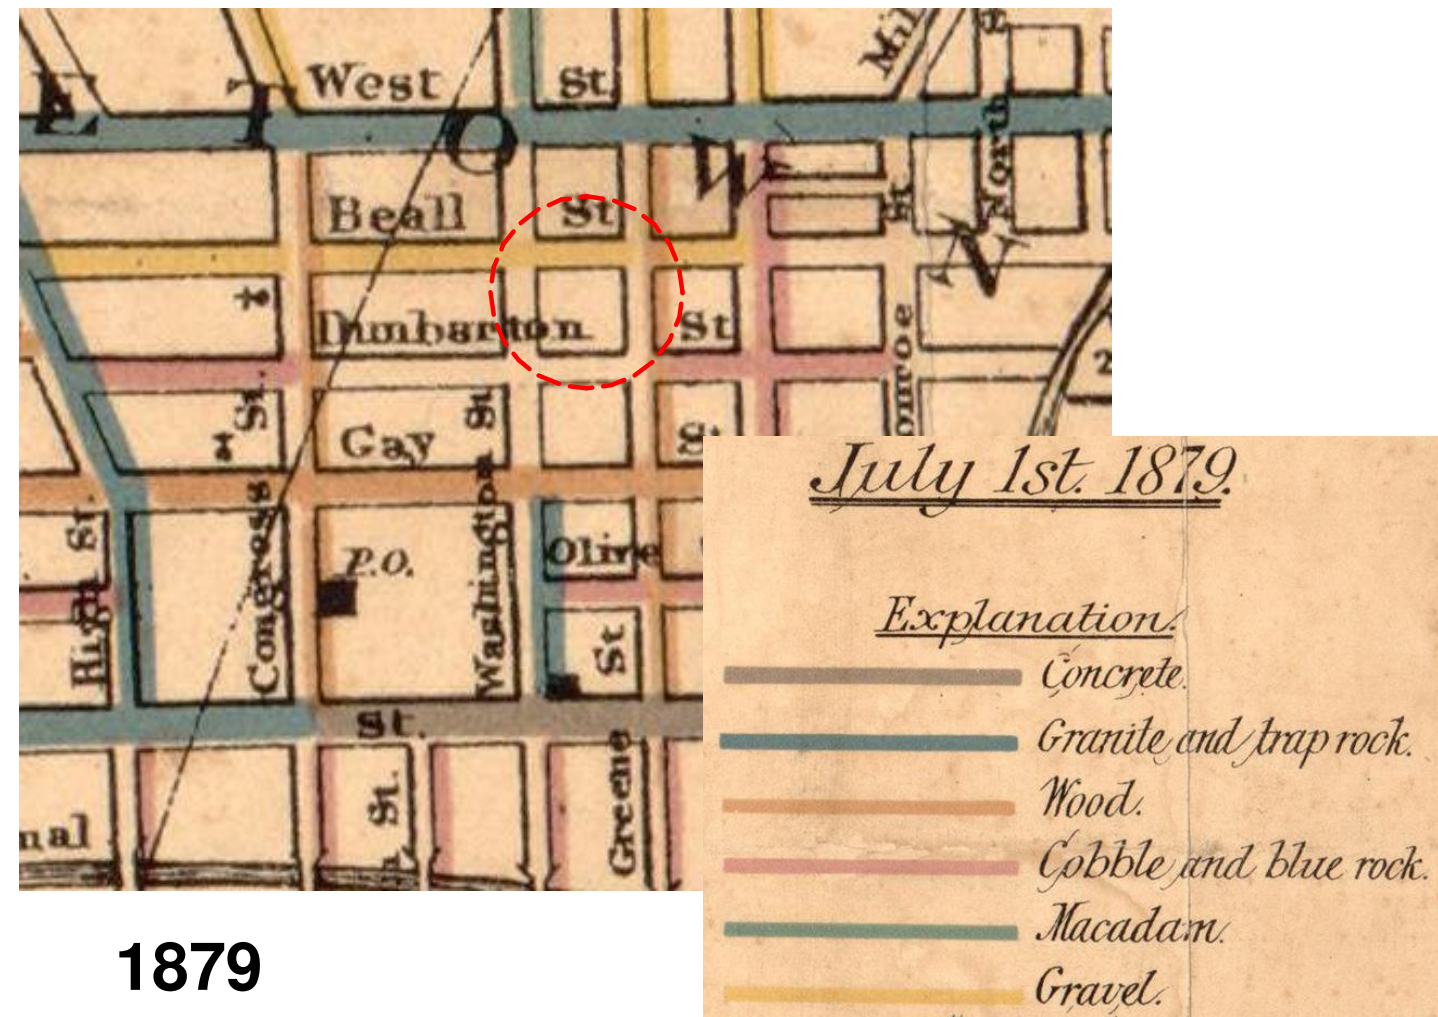 Mil
West St.
E T O W N
North
Beall St
St
Dumbarton St
Monroe
St.
St
Gay St
St.
Congress
Washington
P.O.
Olive
High
St
St.
St.
Greene
nal
July 1st. 1879.
Explanation.
Concrete.
Granite and trap rock.
Wood.
Cobble and blue rock.
Macadam.
Gravel.
1879